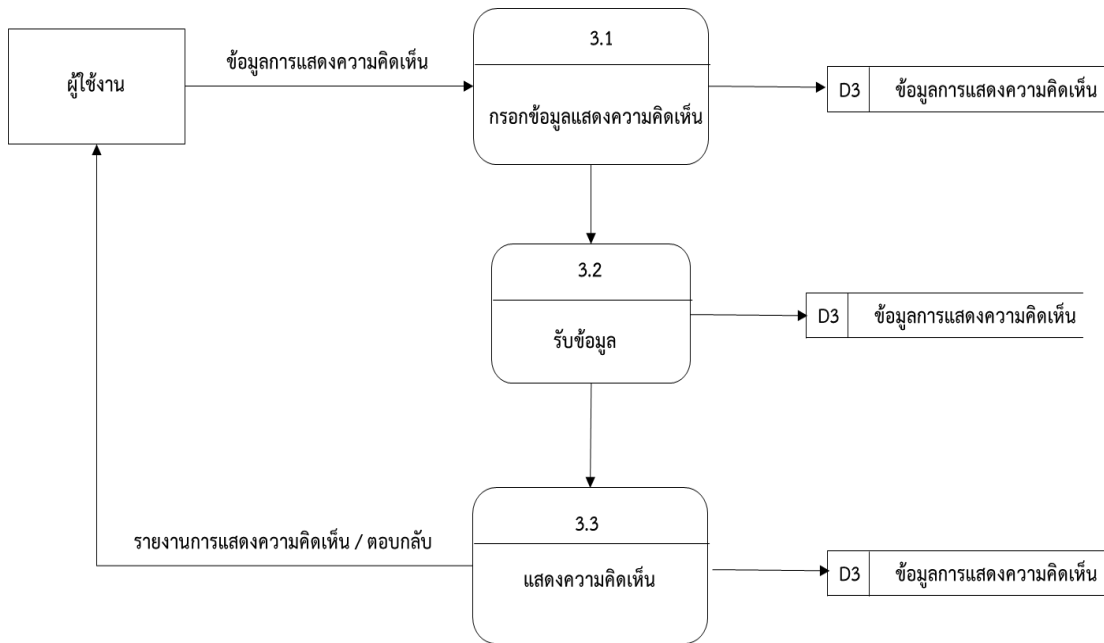 3.1
ข้อมูลการแสดงความคิดเห็น
ผู้ใช้งาน
D3 ข้อมูลการแสดงความคิดเห็น
กรอกข้อมูลแสดงความคิดเห็น
3.2
D3 ข้อมูลการแสดงความคิดเห็น
รับข้อมูล
3.3
รายงานการแสดงความคิดเห็น / ตอบกลับ
D3 ข้อมูลการแสดงความคิดเห็น
แสดงความคิดเห็น